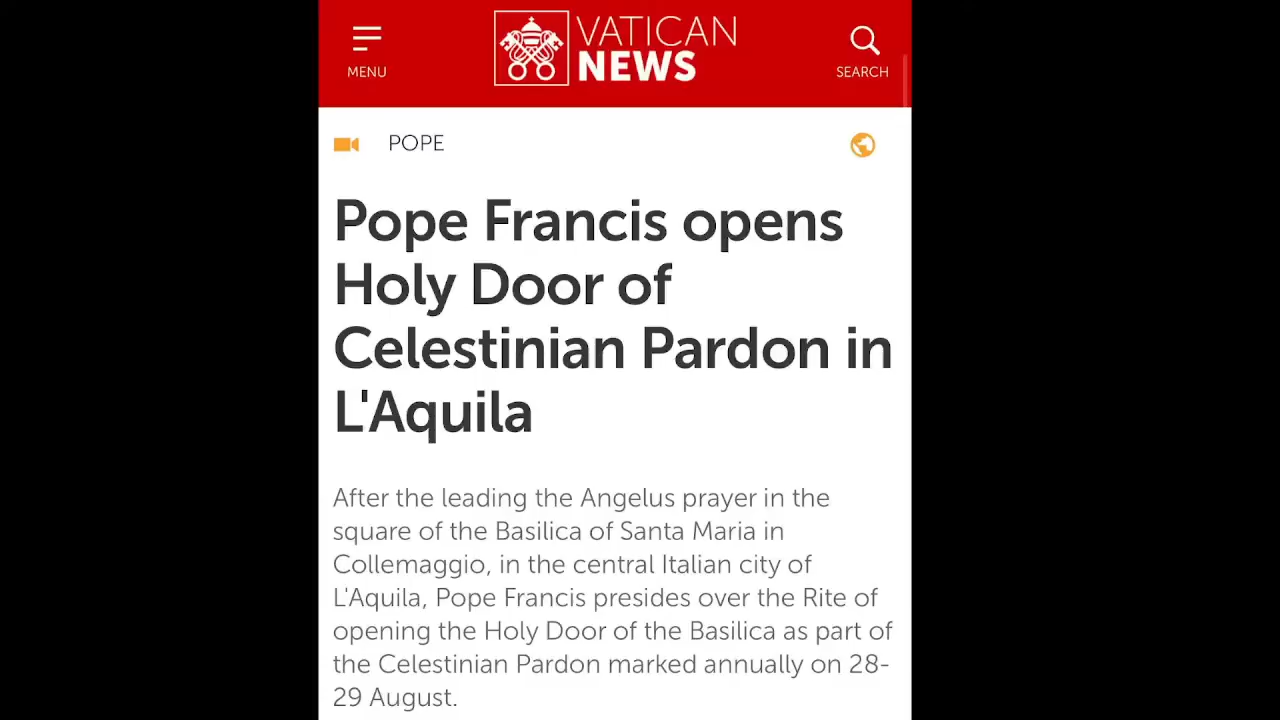 VATICAN
NEWS
MENU
SEARCH
POPE
Pope Francis opens
Holy Door of
Celestinian Pardon in
L'Aquila
After the leading the Angelus prayer in the
square of the Basilica of Santa Maria in
Collemaggio, in the central Italian city of
L'Aquila, Pope Francis presides over the Rite of
opening the Holy Door of the Basilica as part of
the Celestinian Pardon marked annually on 28-
29 August.